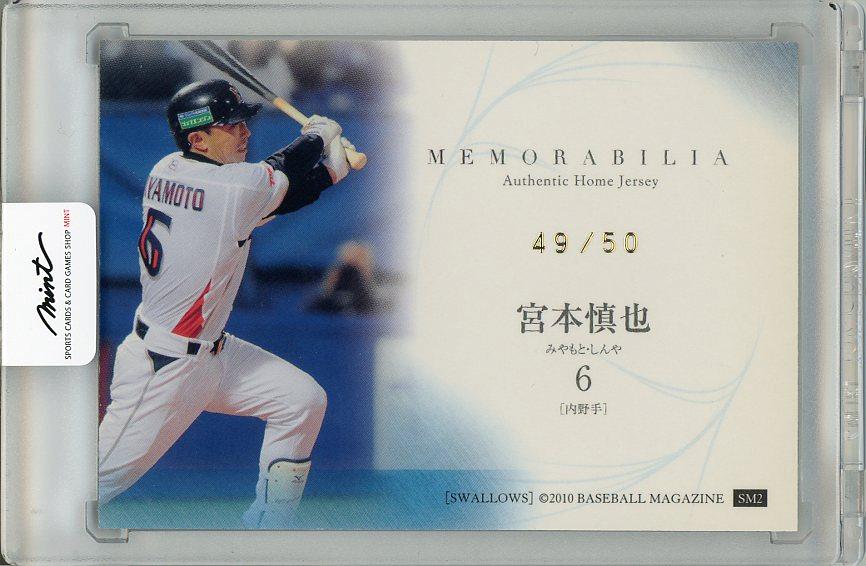 YAMOTO
6
mint
SPORTS CARDS & CARD GAMES SHOP MINT
MEMORABILIA
Authentic Home Jersey
49/50
宮本慎也
みやもと・しんや
6
[内野手]
[SWALLOWS] ©2010 BASEBALL MAGAZINE SM2